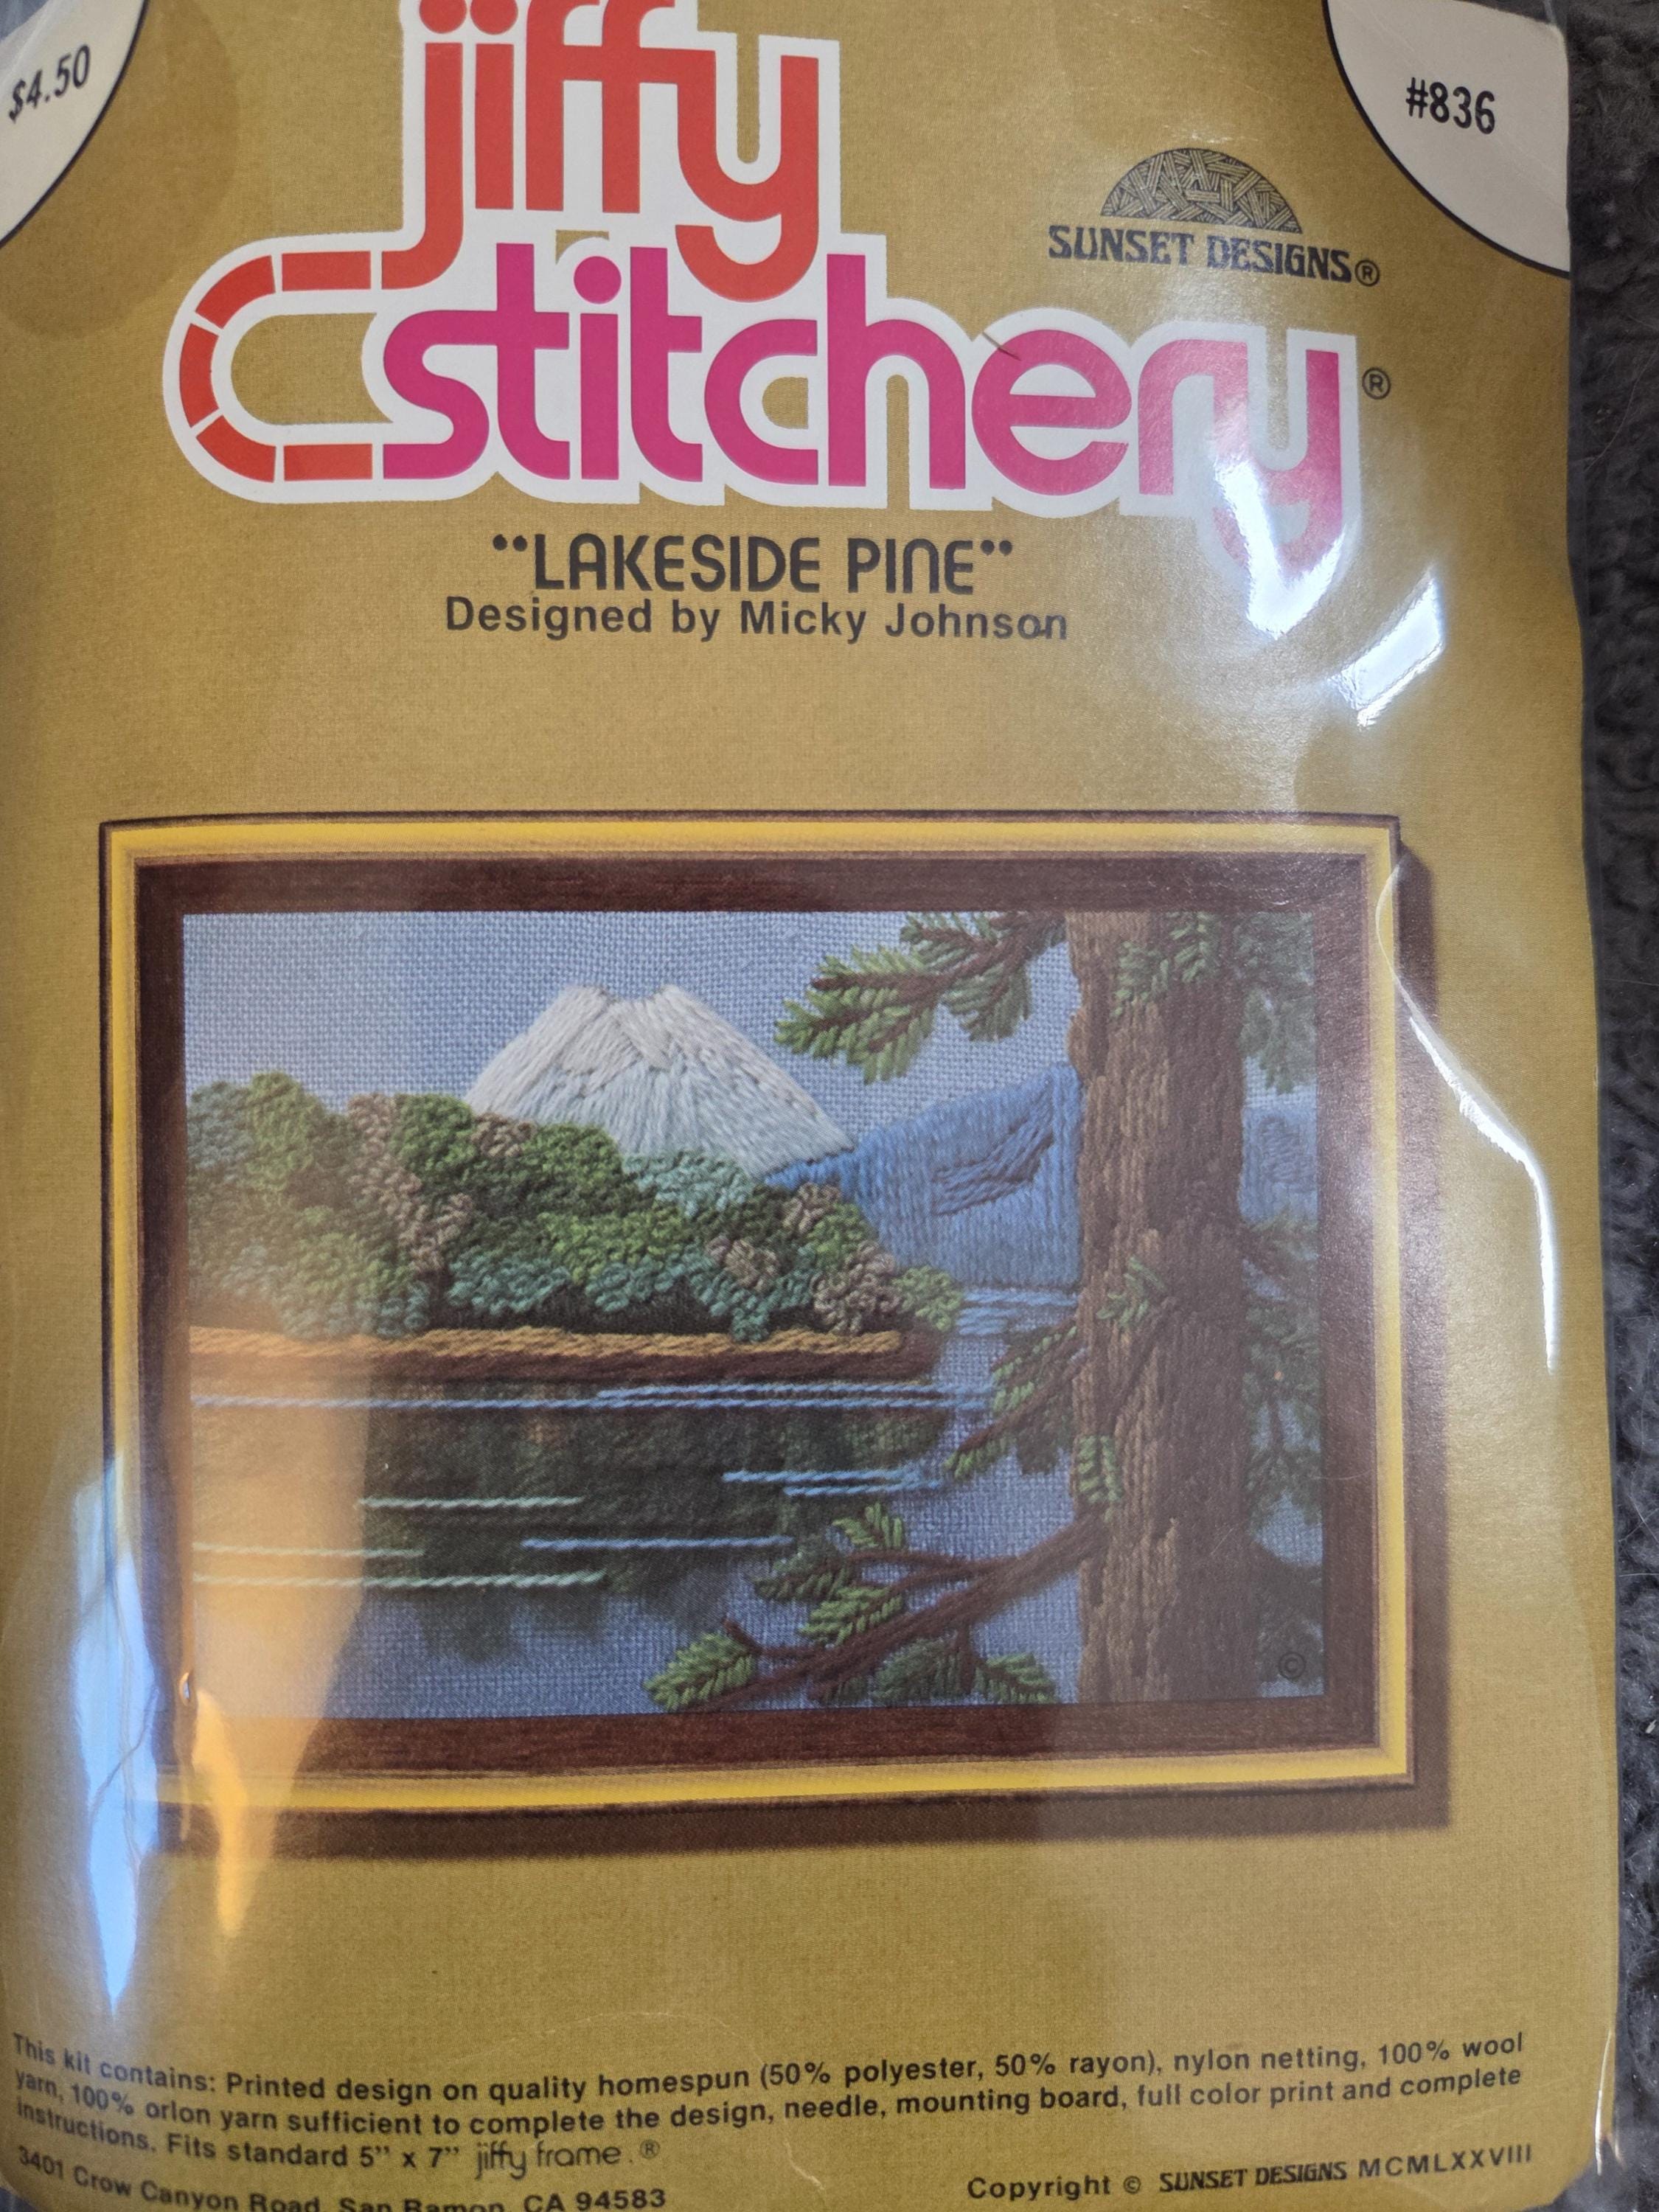 $4.50
#836
jiffy
stitchery®
SUNSET DESIGNS®
"LAKESIDE PINE"
Designed by Micky Johnson
©
This kit contains: Printed design on quality homespun (50% polyester, 50% rayon), nylon netting, 100% wool
yarn, 100% orlon yarn sufficient to complete the design, needle, mounting board, full color print and complete
instructions. Fits standard 5" x 7" jiffy frame.®
3401 Crow Canyon Road, San Ramon, CA 94583
Copyright © SUNSET DESIGNS MCMLXXVIII